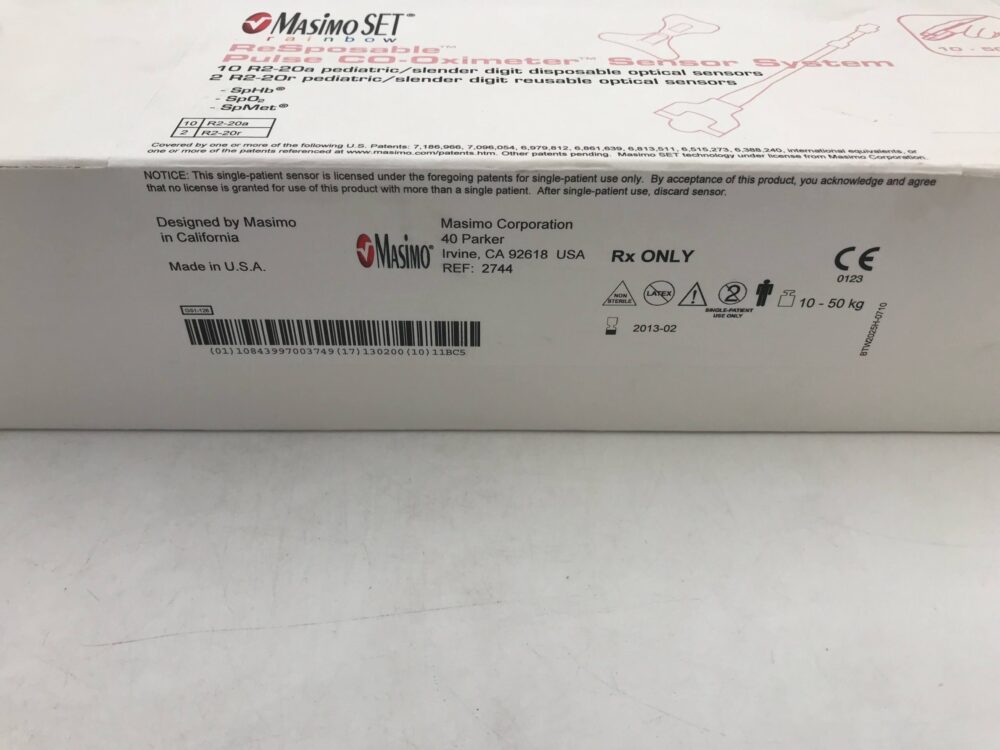 MASIMO SET®
rainbow
ReSposable™
Pulse CO-Oximeter™ Sensor System
10 R2-20a pediatric/slender digit disposable optical sensors
2 R2-20r pediatric/slender digit reusable optical sensors
- SpHb®
- SpO2
- SpMet®
10 R2-20a
2 R2-20r
10 - 50
Covered by one or more of the following U.S. Patents: 7,186,966, 7,096,054, 6,979,812, 6,861,639, 6,813,511, 6,515,273, 6,388,240, international equivalents, or
one or more of the patents referenced at www.masimo.com/patents.htm. Other patents pending. Masimo SET technology under license from Masimo Corporation.
NOTICE: This single-patient sensor is licensed under the foregoing patents for single-patient use only. By acceptance of this product, you acknowledge and agree
that no license is granted for use of this product with more than a single patient. After single-patient use, discard sensor.
Designed by Masimo
in California
Made in U.S.A.
MASIMO®
Masimo Corporation
40 Parker
Irvine, CA 92618 USA
REF: 2744
Rx ONLY
CE
0123
NON
STERILE
LATEX
2
SINGLE-PATIENT
USE ONLY
10 - 50 kg
2013-02
BTW2025H-0710
GS1-128
(01)10843997003749(17)130200(10)11BC5